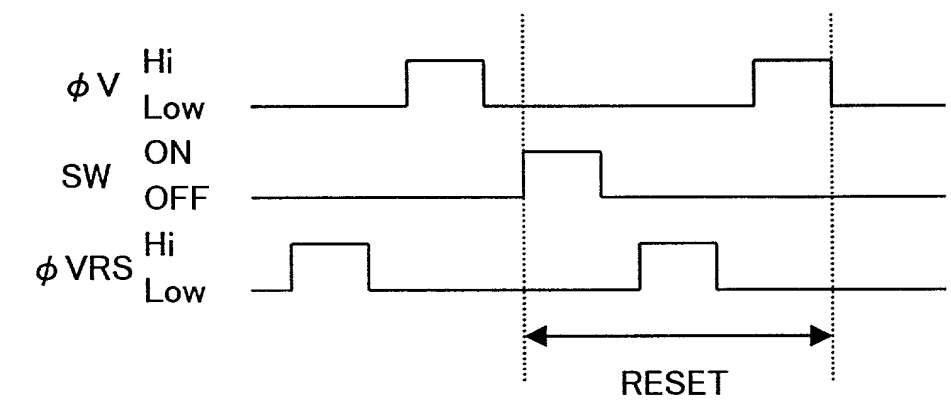 Hi
φV
Low
ON
SW
OFF
Hi
φVRS
Low
RESET